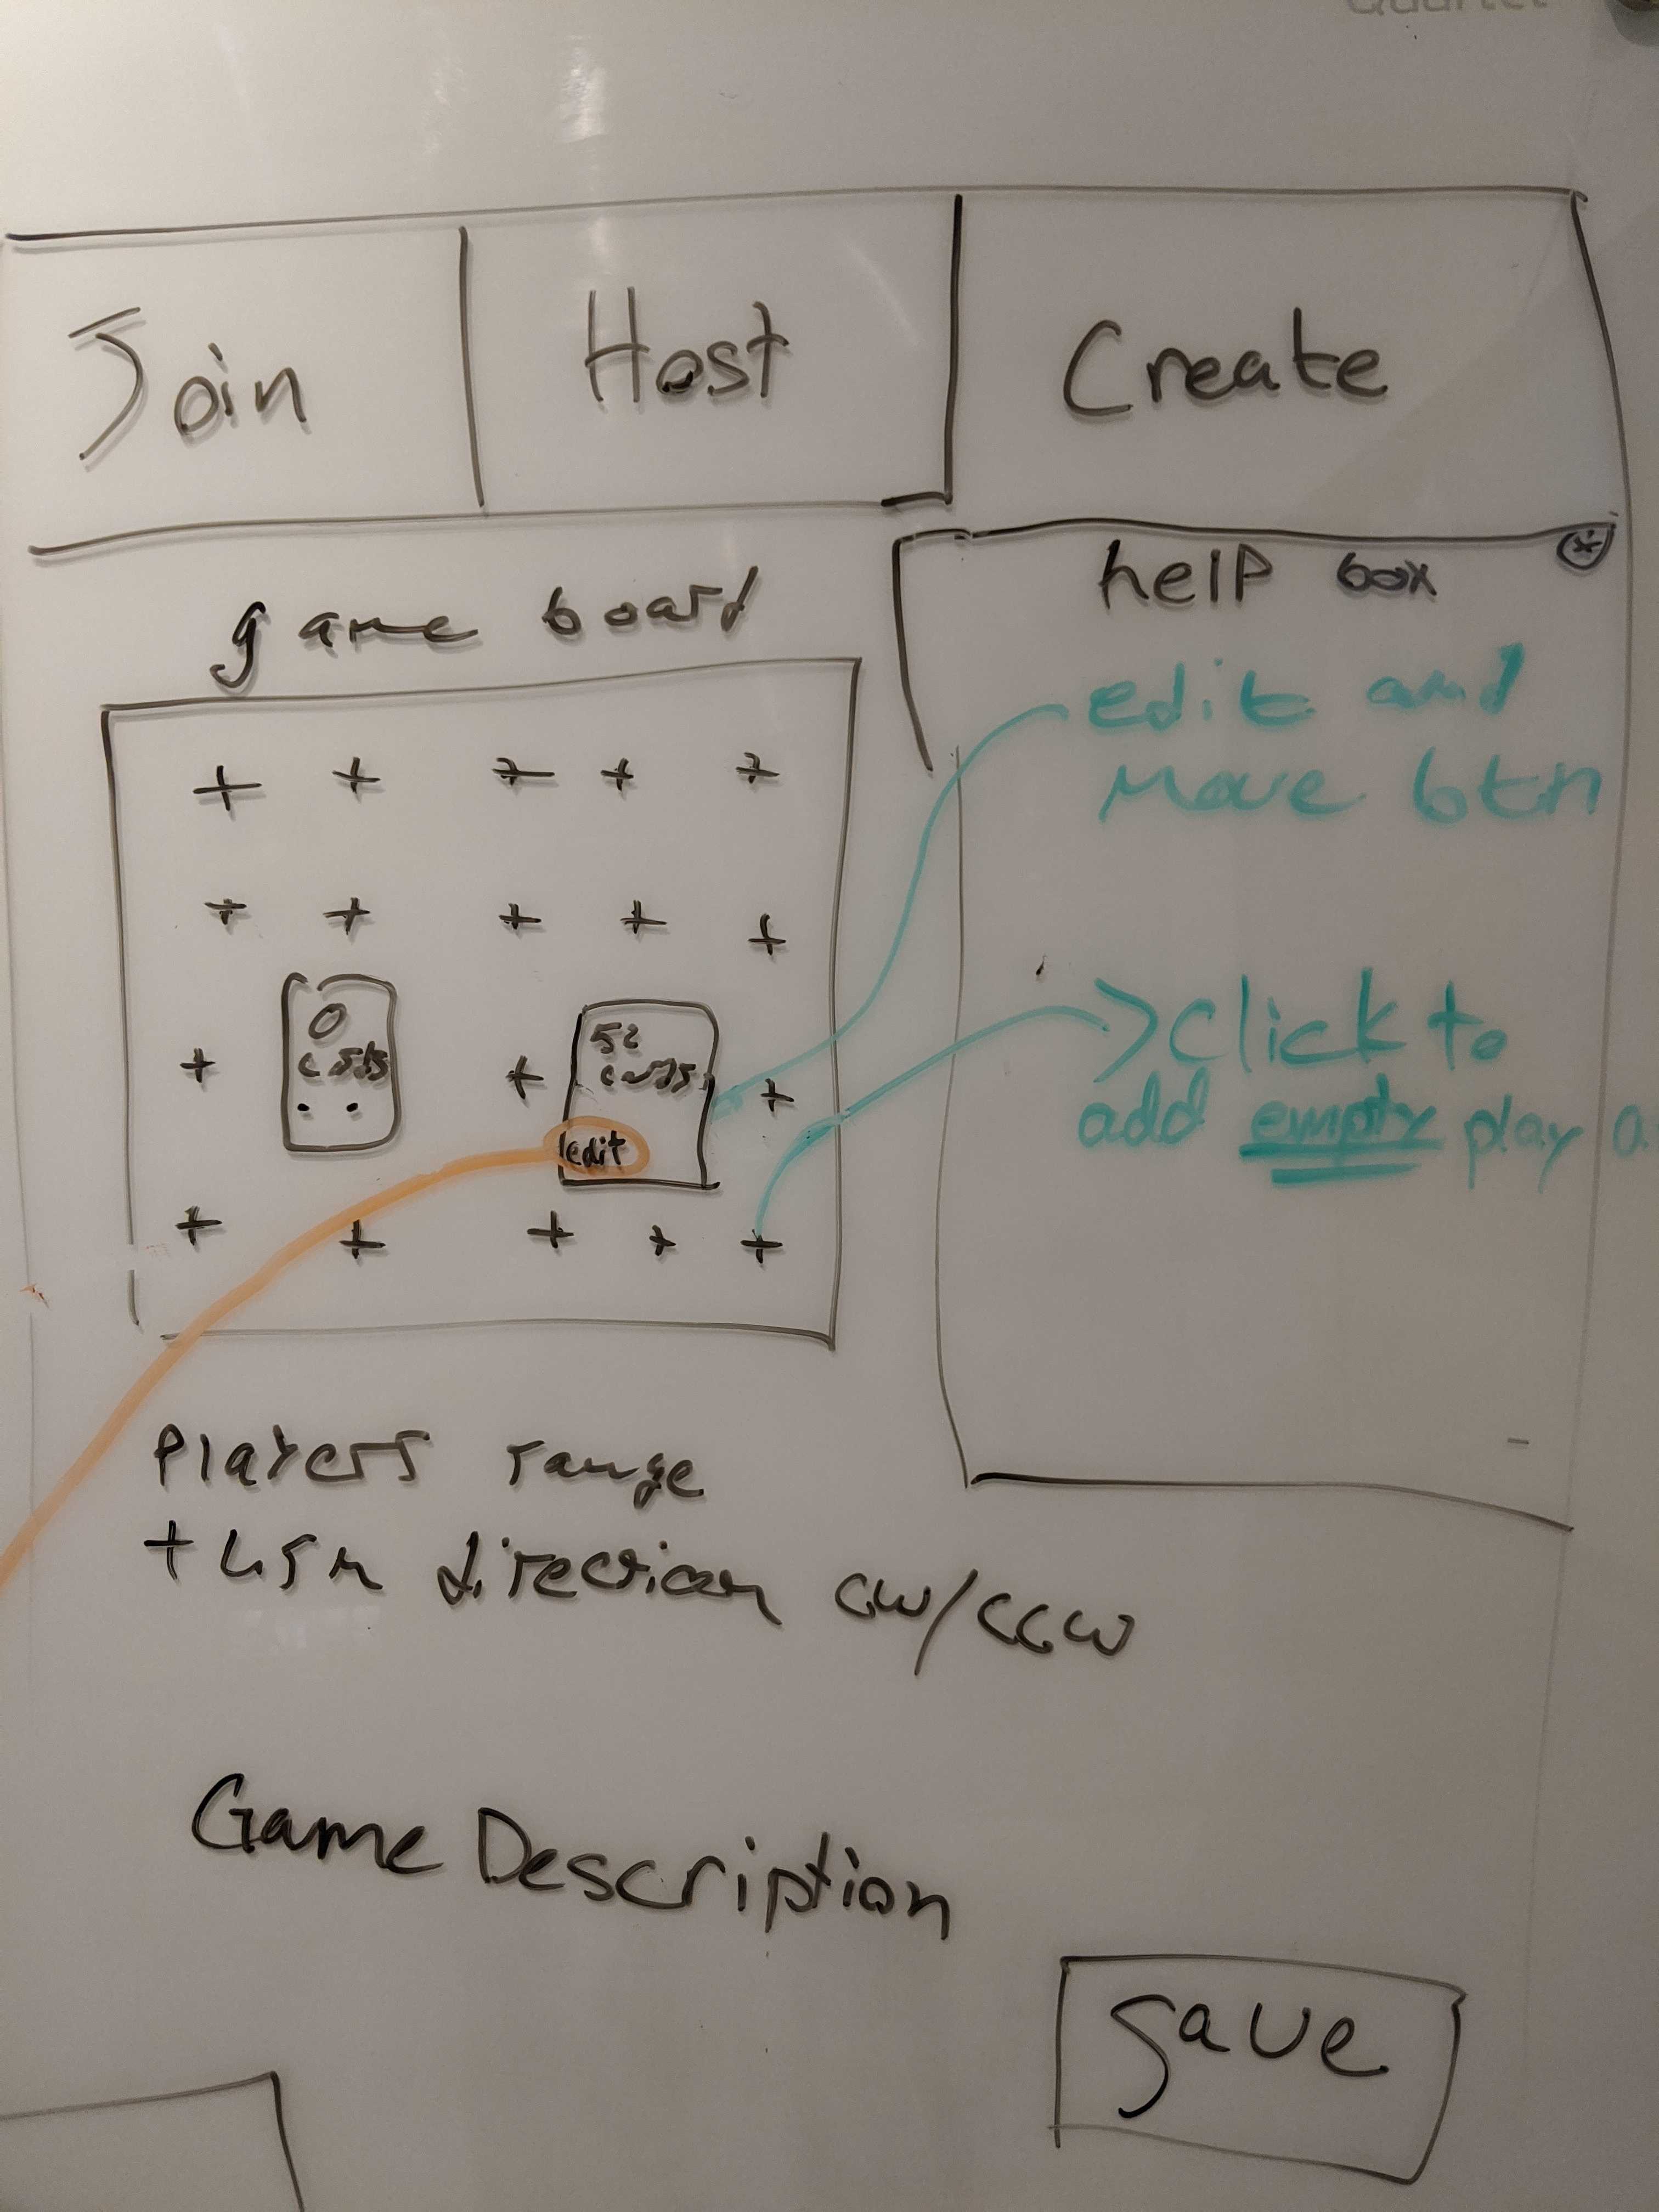 Quartet
Join
Host
Create
game board
help box
edit and
move btn
0
cards
52
cards
edit
>click to
add empty play a
Players range
+ turn direction cw/ccw
Game Description
Save